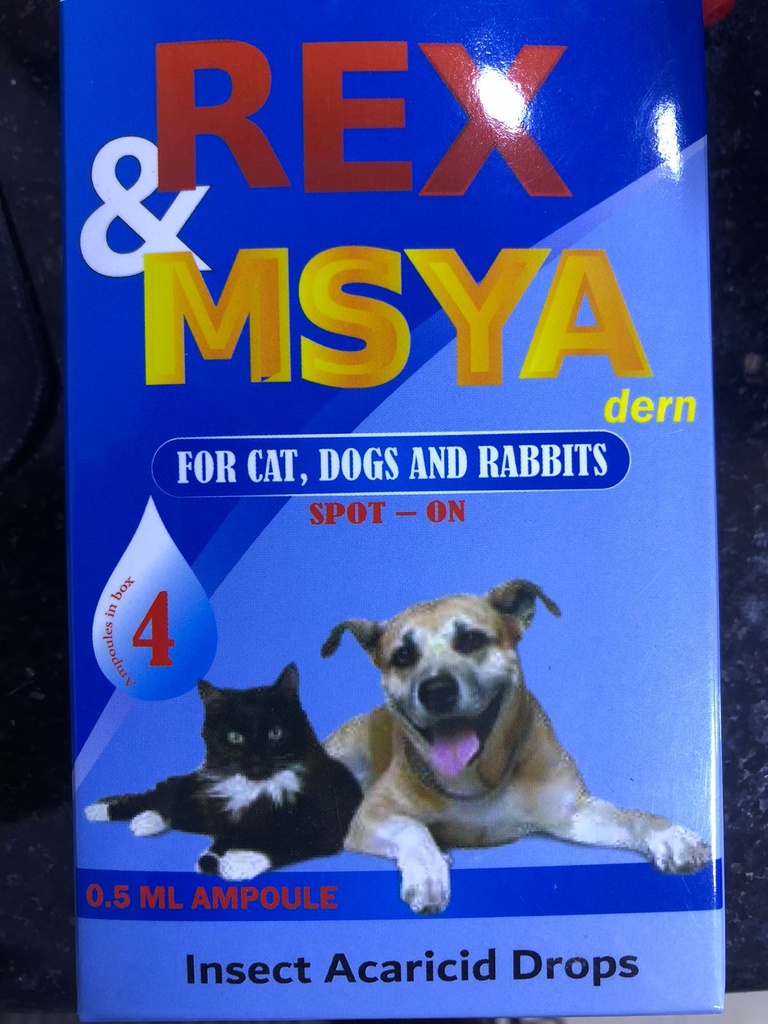 REX
&
MSYA
dern
FOR CAT, DOGS AND RABBITS
SPOT – ON
Ampoules in box
4
0.5 ML AMPOULE
Insect Acaricid Drops